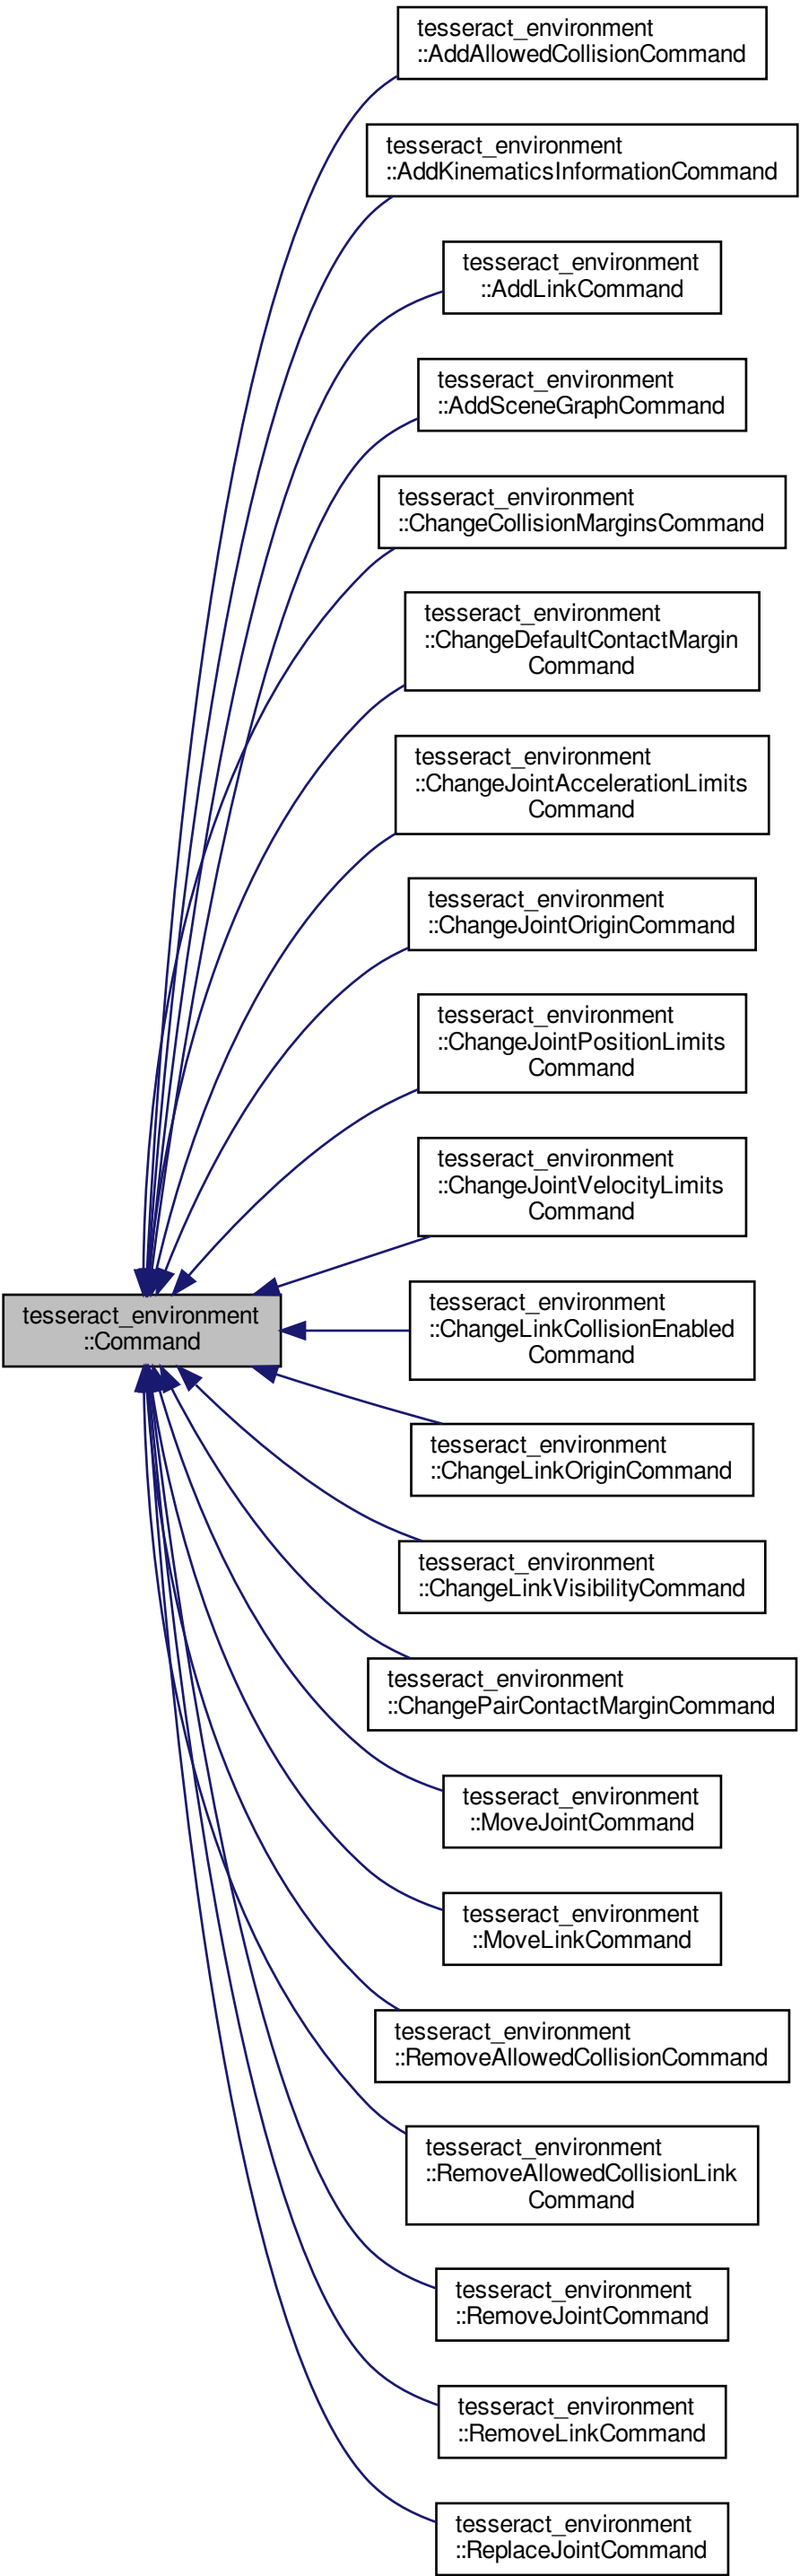 tesseract_environment
::AddAllowedCollisionCommand
tesseract_environment
::AddKinematicsInformationCommand
tesseract_environment
::AddLinkCommand
tesseract_environment
::AddSceneGraphCommand
tesseract_environment
::ChangeCollisionMarginsCommand
tesseract_environment
::ChangeDefaultContactMargin
Command
tesseract_environment
::ChangeJointAccelerationLimits
Command
tesseract_environment
::ChangeJointOriginCommand
tesseract_environment
::ChangeJointPositionLimits
Command
tesseract_environment
::ChangeJointVelocityLimits
Command
tesseract_environment
::Command
tesseract_environment
::ChangeLinkCollisionEnabled
Command
tesseract_environment
::ChangeLinkOriginCommand
tesseract_environment
::ChangeLinkVisibilityCommand
tesseract_environment
::ChangePairContactMarginCommand
tesseract_environment
::MoveJointCommand
tesseract_environment
::MoveLinkCommand
tesseract_environment
::RemoveAllowedCollisionCommand
tesseract_environment
::RemoveAllowedCollisionLink
Command
tesseract_environment
::RemoveJointCommand
tesseract_environment
::RemoveLinkCommand
tesseract_environment
::ReplaceJointCommand